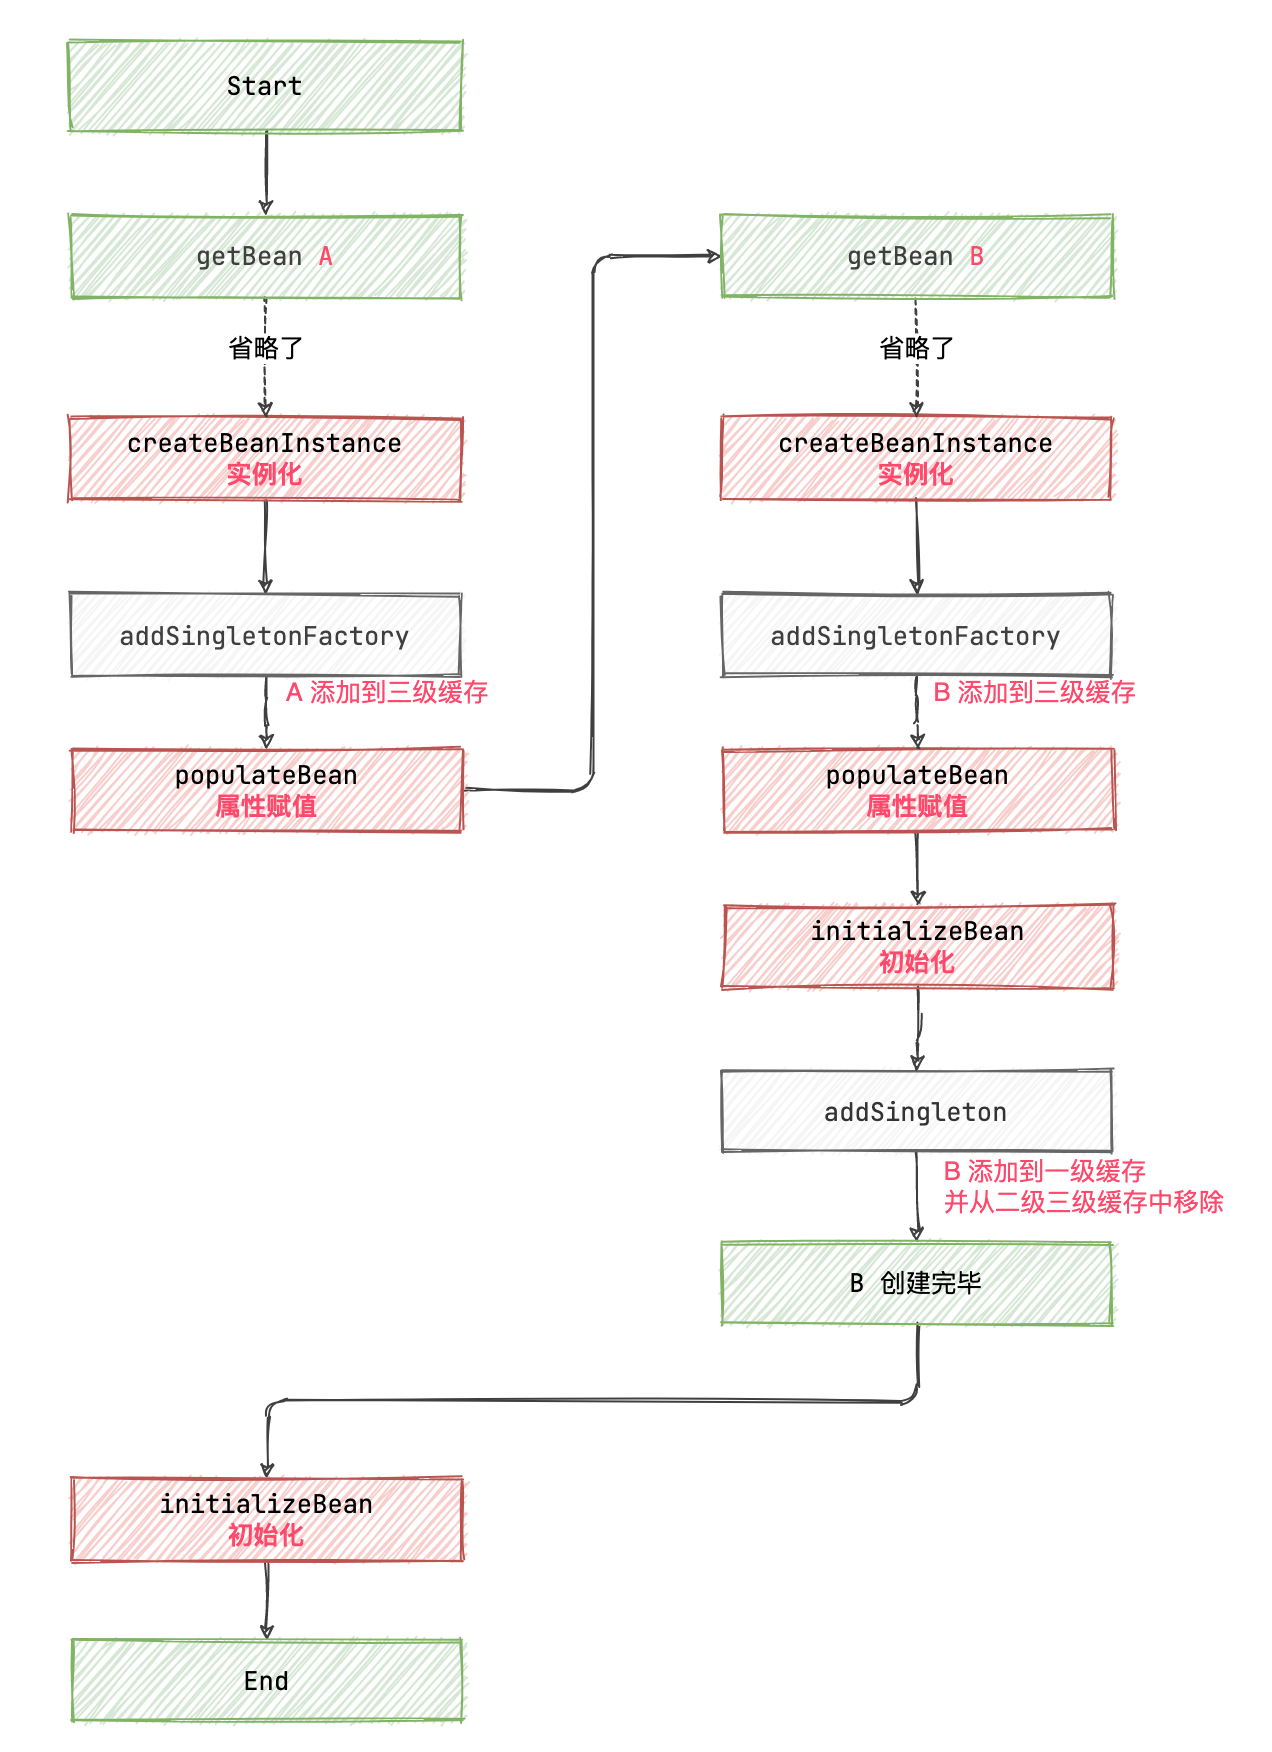 Start
getBean A
省略了
createBeanInstance
实例化
addSingletonFactory
A 添加到三级缓存
populateBean
属性赋值
getBean B
省略了
createBeanInstance
实例化
addSingletonFactory
B 添加到三级缓存
populateBean
属性赋值
initializeBean
初始化
addSingleton
B 添加到一级缓存
并从二级三级缓存中移除
B 创建完毕
initializeBean
初始化
End